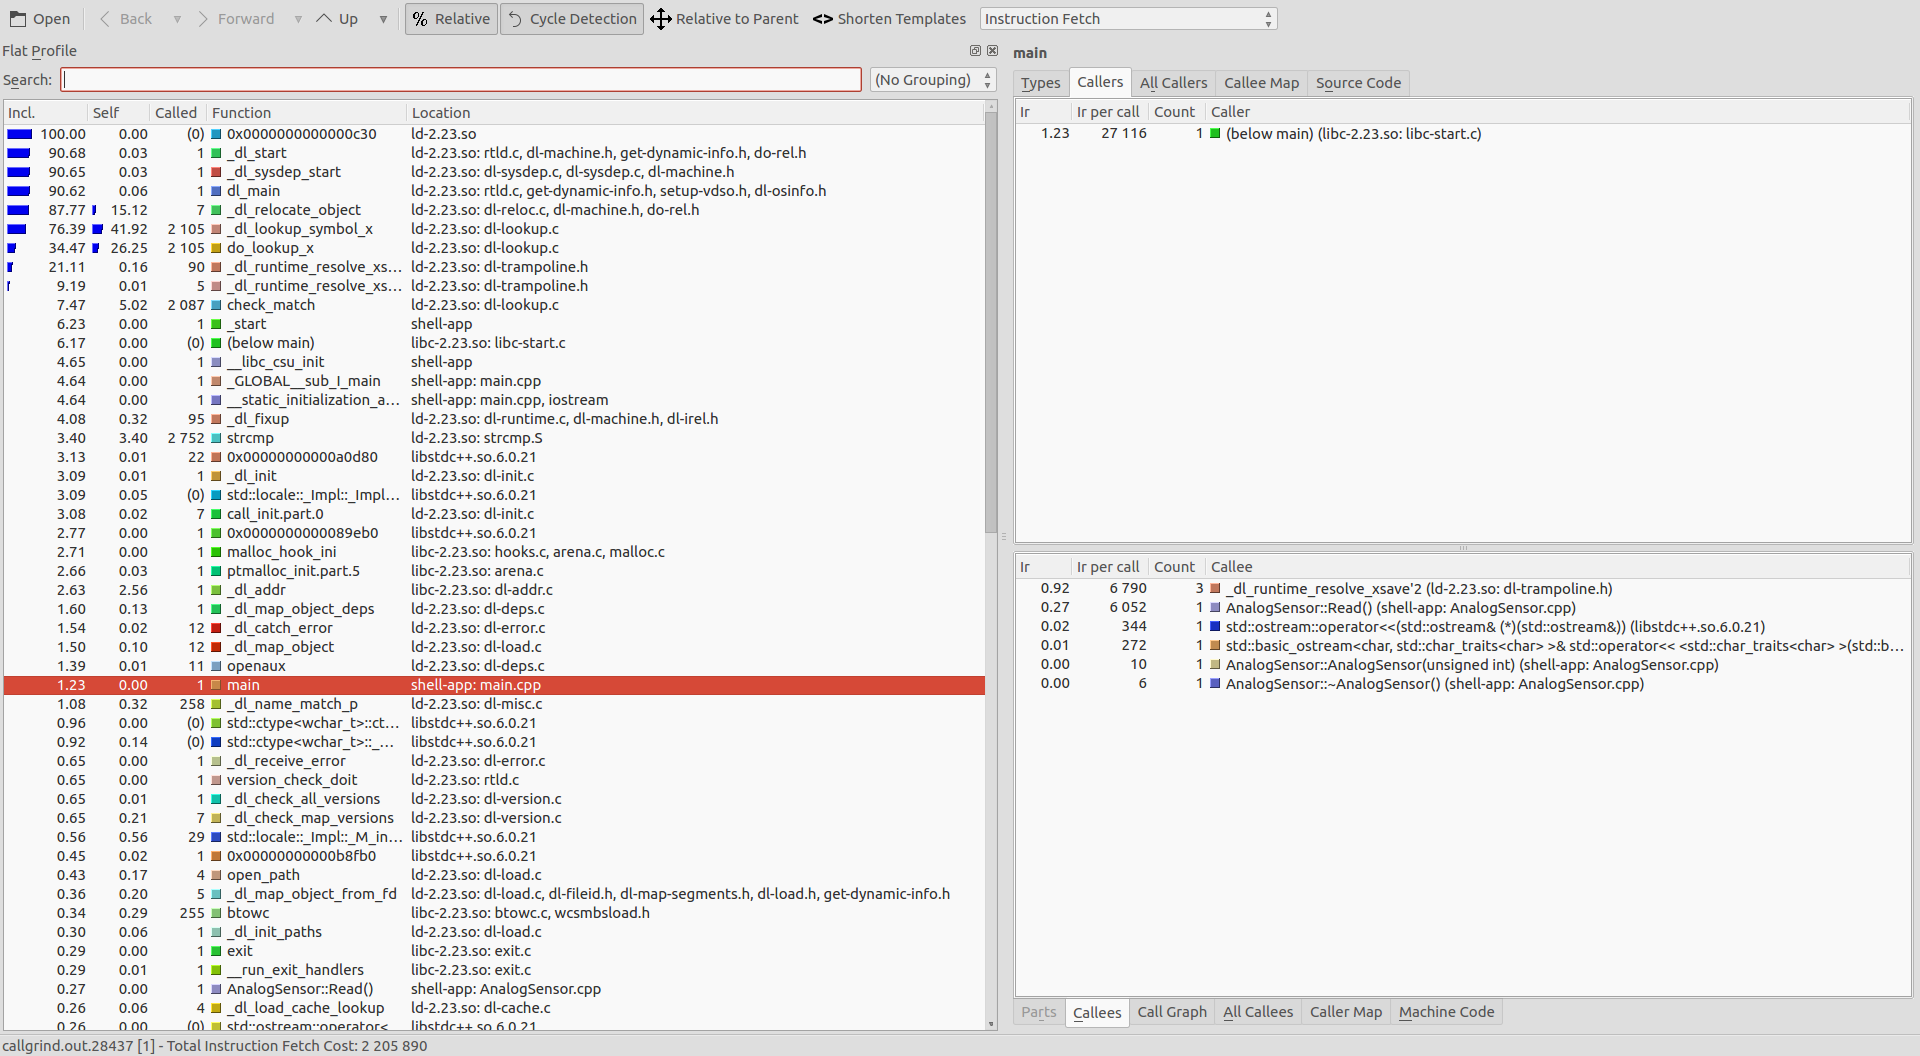 Open Back Forward Up % Relative Cycle Detection Relative to Parent <> Shorten Templates Instruction Fetch
Flat Profile
Search: (No Grouping)
Incl. Self Called Function Location
100.00 0.00 (0) 0x0000000000000c30 ld-2.23.so
90.68 0.03 1 _dl_start ld-2.23.so: rtld.c, dl-machine.h, get-dynamic-info.h, do-rel.h
90.65 0.03 1 _dl_sysdep_start ld-2.23.so: dl-sysdep.c, dl-sysdep.c, dl-machine.h
90.62 0.06 1 dl_main ld-2.23.so: rtld.c, get-dynamic-info.h, setup-vdso.h, dl-osinfo.h
87.77 15.12 7 _dl_relocate_object ld-2.23.so: dl-reloc.c, dl-machine.h, do-rel.h
76.39 41.92 2 105 _dl_lookup_symbol_x ld-2.23.so: dl-lookup.c
34.47 26.25 2 105 do_lookup_x ld-2.23.so: dl-lookup.c
21.11 0.16 90 _dl_runtime_resolve_xs... ld-2.23.so: dl-trampoline.h
9.19 0.01 5 _dl_runtime_resolve_xs... ld-2.23.so: dl-trampoline.h
7.47 5.02 2 087 check_match ld-2.23.so: dl-lookup.c
6.23 0.00 1 _start shell-app
6.17 0.00 (0) (below main) libc-2.23.so: libc-start.c
4.65 0.00 1 __libc_csu_init shell-app
4.64 0.00 1 _GLOBAL__sub_I_main shell-app: main.cpp
4.64 0.00 1 __static_initialization_a... shell-app: main.cpp, iostream
4.08 0.32 95 _dl_fixup ld-2.23.so: dl-runtime.c, dl-machine.h, dl-irel.h
3.40 3.40 2 752 strcmp ld-2.23.so: strcmp.S
3.13 0.01 22 0x00000000000a0d80 libstdc++.so.6.0.21
3.09 0.01 1 _dl_init ld-2.23.so: dl-init.c
3.09 0.05 (0) std::locale::_Impl::_Impl... libstdc++.so.6.0.21
3.08 0.02 7 call_init.part.0 ld-2.23.so: dl-init.c
2.77 0.00 1 0x0000000000089eb0 libstdc++.so.6.0.21
2.71 0.00 1 malloc_hook_ini libc-2.23.so: hooks.c, arena.c, malloc.c
2.66 0.03 1 ptmalloc_init.part.5 libc-2.23.so: arena.c
2.63 2.56 1 _dl_addr libc-2.23.so: dl-addr.c
1.60 0.13 1 _dl_map_object_deps ld-2.23.so: dl-deps.c
1.54 0.02 12 _dl_catch_error ld-2.23.so: dl-error.c
1.50 0.10 12 _dl_map_object ld-2.23.so: dl-load.c
1.39 0.01 11 openaux ld-2.23.so: dl-deps.c
1.23 0.00 1 main shell-app: main.cpp
1.08 0.32 258 _dl_name_match_p ld-2.23.so: dl-misc.c
0.96 0.00 (0) std::ctype<wchar_t>::ct... libstdc++.so.6.0.21
0.92 0.14 (0) std::ctype<wchar_t>::_... libstdc++.so.6.0.21
0.65 0.00 1 _dl_receive_error ld-2.23.so: dl-error.c
0.65 0.00 1 version_check_doit ld-2.23.so: rtld.c
0.65 0.01 1 _dl_check_all_versions ld-2.23.so: dl-version.c
0.65 0.21 7 _dl_check_map_versions ld-2.23.so: dl-version.c
0.56 0.56 29 std::locale::_Impl::_M_in... libstdc++.so.6.0.21
0.45 0.02 1 0x00000000000b8fb0 libstdc++.so.6.0.21
0.43 0.17 4 open_path ld-2.23.so: dl-load.c
0.36 0.20 5 _dl_map_object_from_fd ld-2.23.so: dl-load.c, dl-fileid.h, dl-map-segments.h, dl-load.h, get-dynamic-info.h
0.34 0.29 255 btowc libc-2.23.so: btowc.c, wcsmbsload.h
0.30 0.06 1 _dl_init_paths ld-2.23.so: dl-load.c
0.29 0.00 1 exit libc-2.23.so: exit.c
0.29 0.01 1 __run_exit_handlers libc-2.23.so: exit.c
0.27 0.00 1 AnalogSensor::Read() shell-app: AnalogSensor.cpp
0.26 0.06 4 _dl_load_cache_lookup ld-2.23.so: dl-cache.c
0.26 0.00 (0) std::ostream::operator< libstdc++.so.6.0.21
main
Types Callers All Callers Callee Map Source Code
Ir Ir per call Count Caller
1.23 27 116 1 (below main) (libc-2.23.so: libc-start.c)
Ir Ir per call Count Callee
0.92 6 790 3 _dl_runtime_resolve_xsave'2 (ld-2.23.so: dl-trampoline.h)
0.27 6 052 1 AnalogSensor::Read() (shell-app: AnalogSensor.cpp)
0.02 344 1 std::ostream::operator<<(std::ostream& (*)(std::ostream&)) (libstdc++.so.6.0.21)
0.01 272 1 std::basic_ostream<char, std::char_traits<char> >& std::operator<< <std::char_traits<char> >(std::b...
0.00 10 1 AnalogSensor::AnalogSensor(unsigned int) (shell-app: AnalogSensor.cpp)
0.00 6 1 AnalogSensor::~AnalogSensor() (shell-app: AnalogSensor.cpp)
Parts Callees Call Graph All Callees Caller Map Machine Code
callgrind.out.28437 [1] - Total Instruction Fetch Cost: 2 205 890